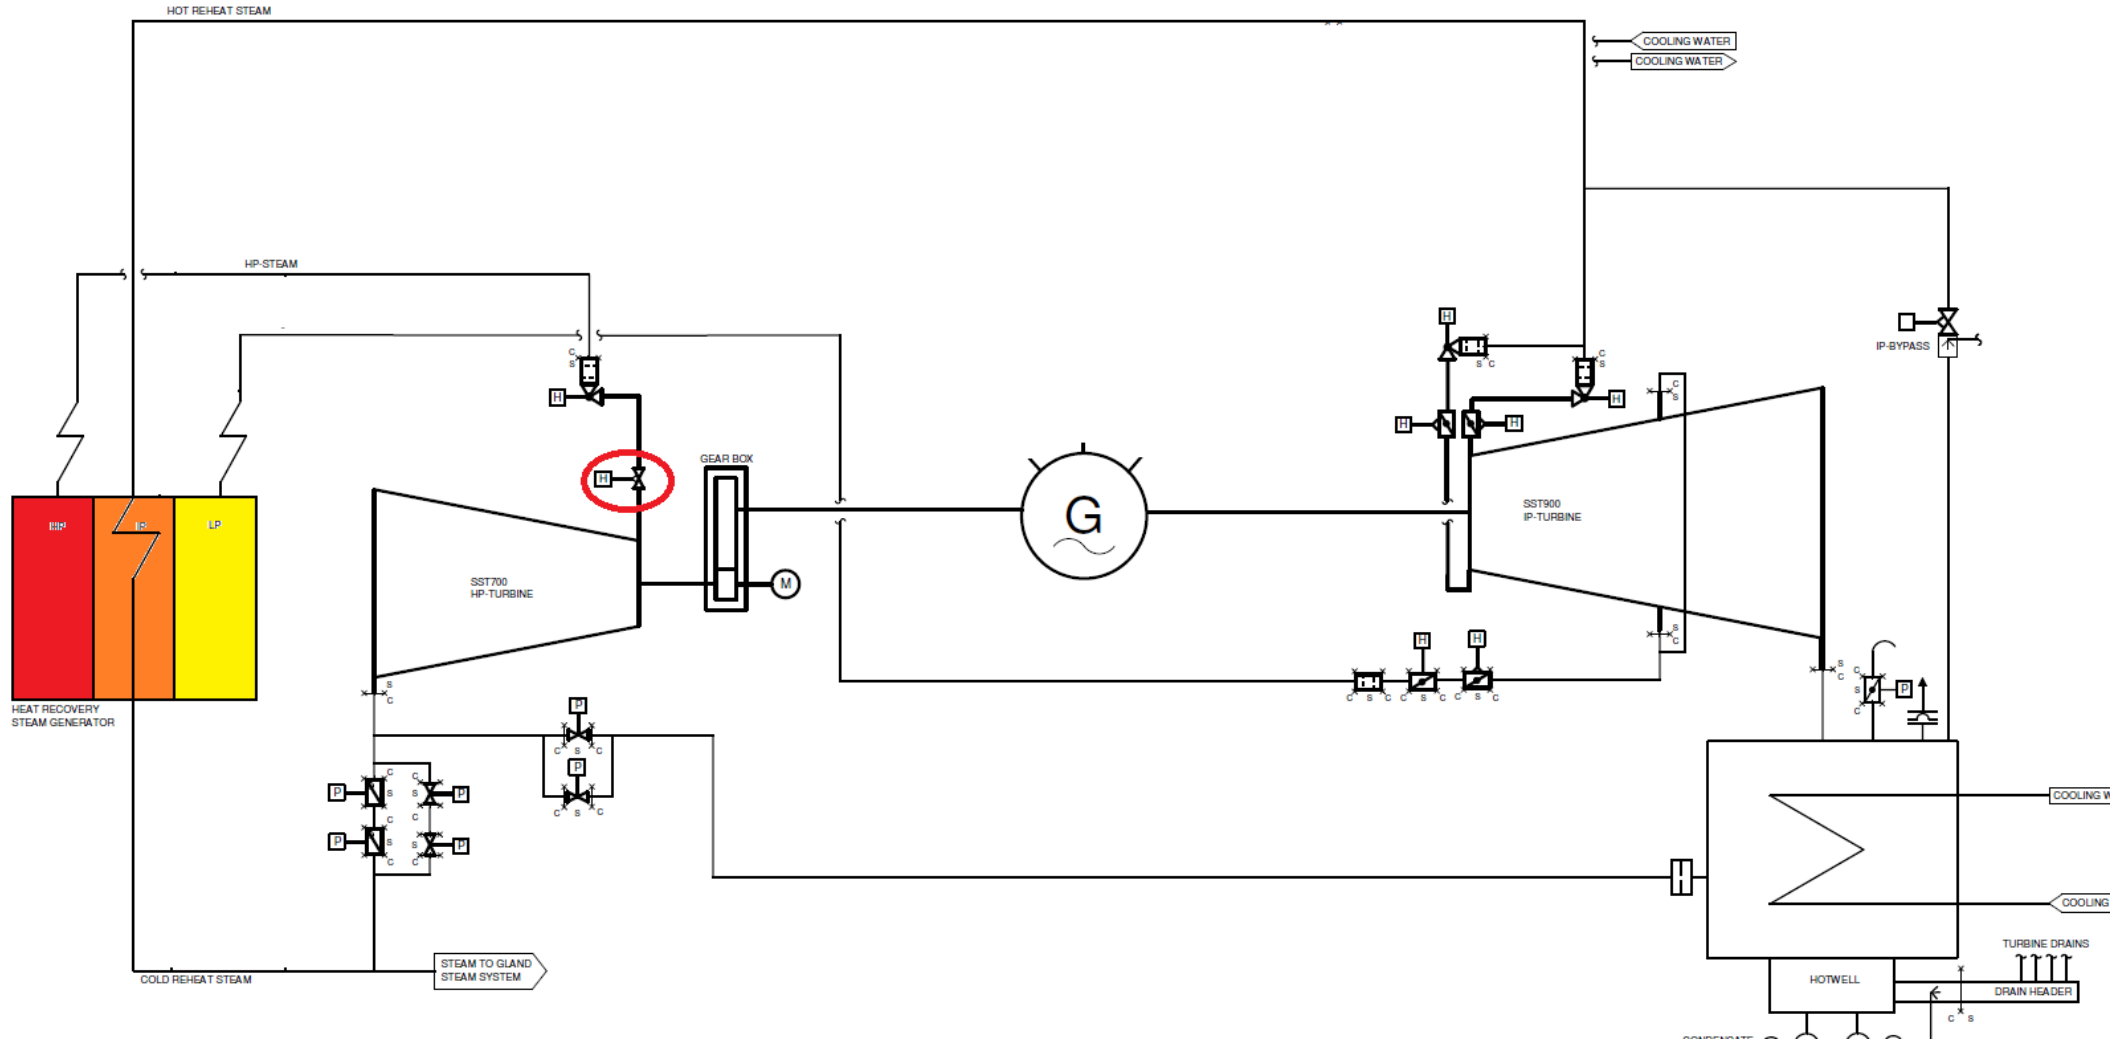 HOT REHEAT STEAM
COOLING WATER
COOLING WATER
HP-STEAM
H
C
S
H
S C
C
S
IP-BYPASS
H
H
H
H
C
S
H
GEAR BOX
SST900
IP-TURBINE
G
HP
IP
LP
SST700
HP-TURBINE
M
H
H
S
C
S
C
C
S
C
P
HEAT RECOVERY
STEAM GENERATOR
S
C
C S C
C S C
C S C
P
C S C
P
C S C
P
C
S
C
P
C
S
C
P
C
S
C
P
S
C
COOLING W
COOLING
STEAM TO GLAND
STEAM SYSTEM
COLD REHEAT STEAM
TURBINE DRAINS
HOTWELL
DRAIN HEADER
C S
CONDENSATE